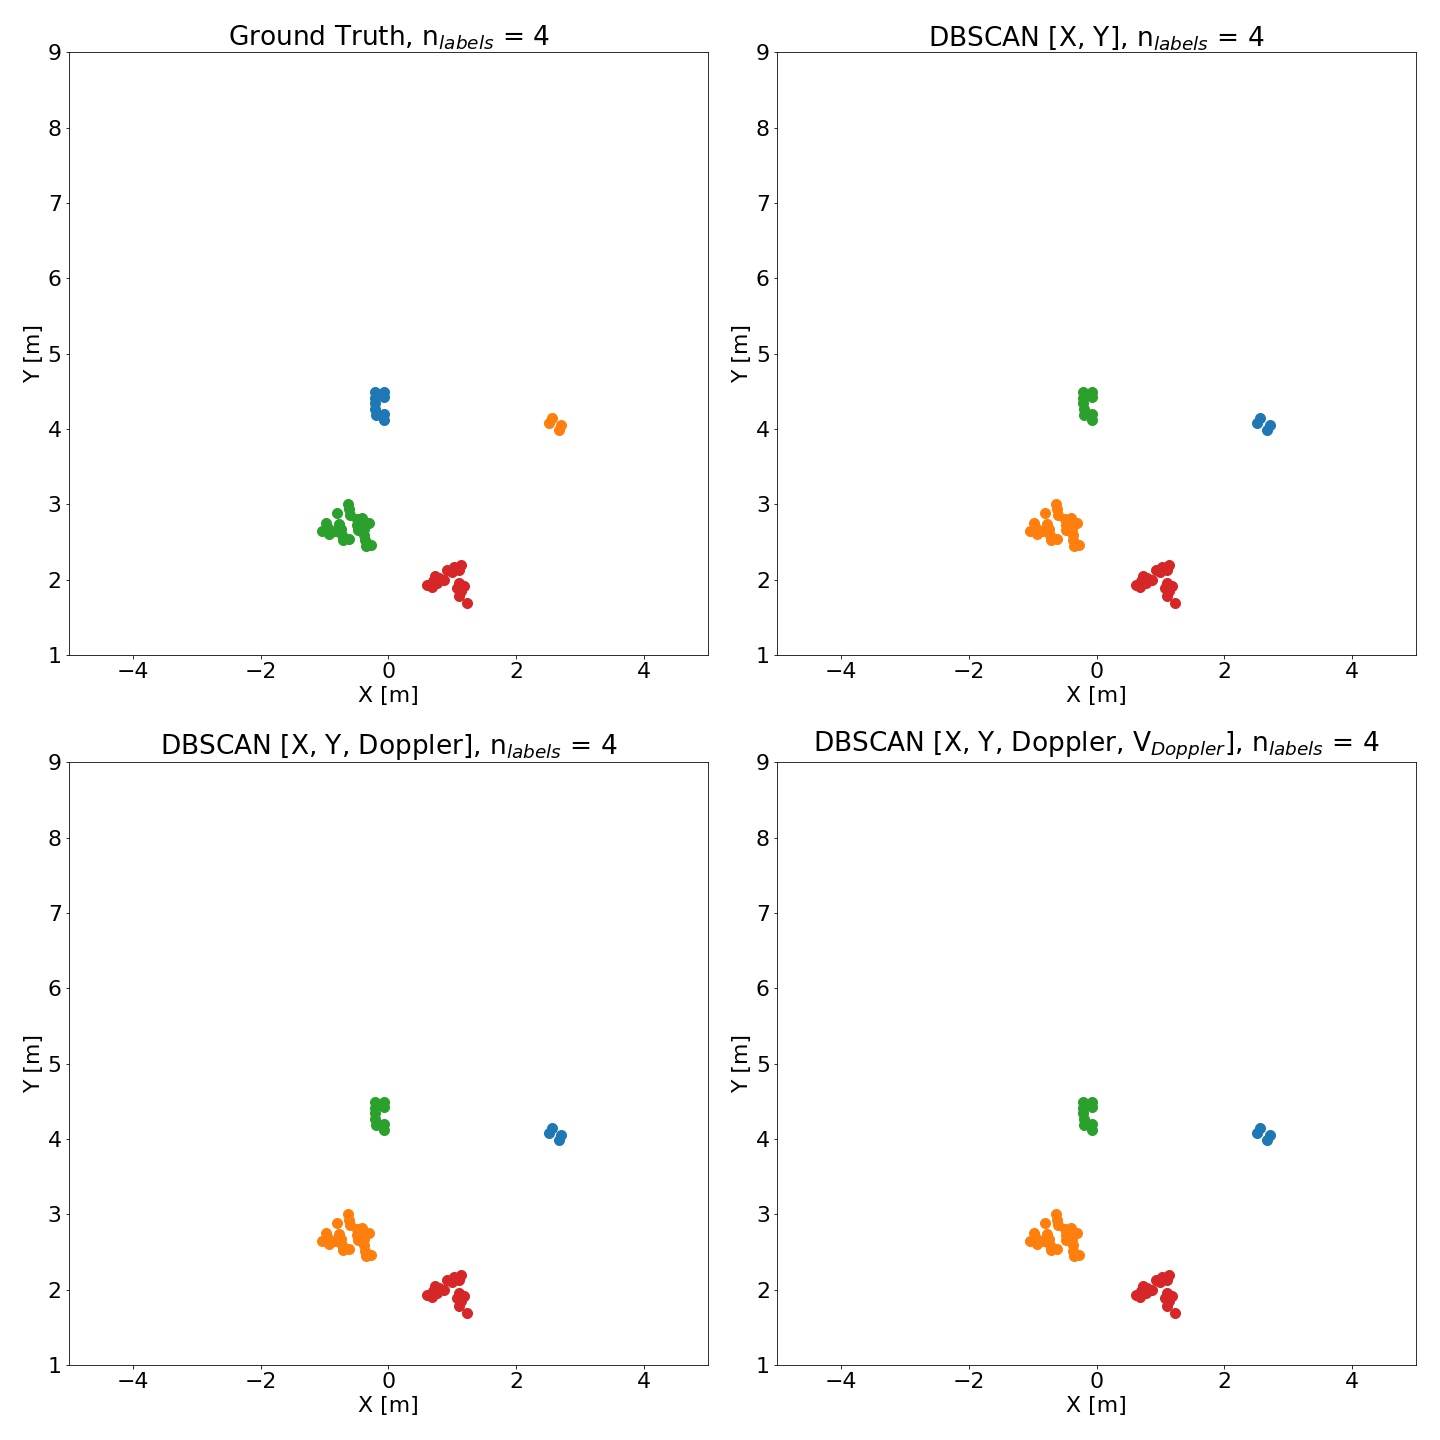 Ground Truth, n_labels = 4
9
8
7
6
5
4
3
2
1
Y [m]
−4 −2 0 2 4
X [m]
DBSCAN [X, Y], n_labels = 4
9
8
7
6
5
4
3
2
1
Y [m]
−4 −2 0 2 4
X [m]
DBSCAN [X, Y, Doppler], n_labels = 4
9
8
7
6
5
4
3
2
1
Y [m]
−4 −2 0 2 4
X [m]
DBSCAN [X, Y, Doppler, V_Doppler], n_labels = 4
9
8
7
6
5
4
3
2
1
Y [m]
−4 −2 0 2 4
X [m]